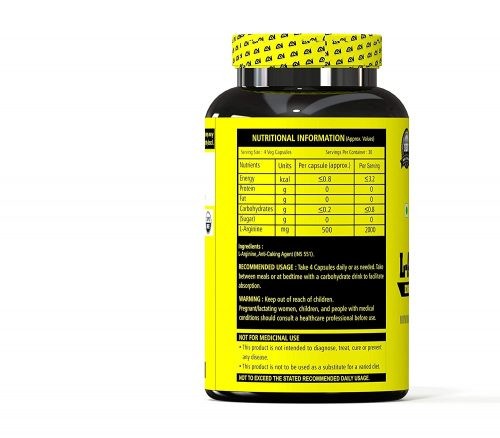 NUTRITIONAL INFORMATION (Approx. Values)
Serving Size : 4 Veg Capsules Servings Per Container : 30
Nutrients Units Per capsule (approx.) Per Serving
Energy kcal ≤0.8 ≤3.2
Protein g 0 0
Fat g 0 0
Carbohydrates g ≤0.2 ≤0.8
(Sugar) g 0 0
L-Arginine mg 500 2000
Ingredients :
L-Arginine, Anti-Caking Agent (INS 551).
RECOMMENDED USAGE : Take 4 Capsules daily or as needed. Take
between meals or at bedtime with a carbohydrate drink to facilitate
absorption.
WARNING : Keep out of reach of children.
Pregnant/lactating women, children, and people with medical
conditions should consult a healthcare professional before use.
NOT FOR MEDICINAL USE
• This product is not intended to diagnose, treat, cure or prevent
any disease.
• This product is not to be used as a substitute for a varied diet.
NOT TO EXCEED THE STATED RECOMMENDED DAILY USAGE.